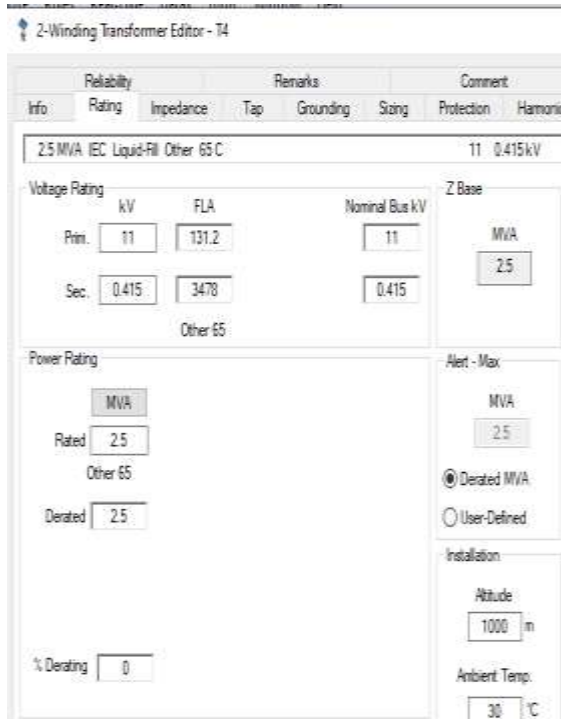 2-Winding Transformer Editor - T4
Reliability Remarks Comment
Info Rating Impedance Tap Grounding Sizing Protection Harmonic
2.5 MVA IEC Liquid-Fill Other 65 C 11 0.415 kV
Voltage Rating Z Base
kV FLA Nominal Bus kV
Prim. 11 131.2 11 MVA
2.5
Sec. 0.415 3478 0.415
Other 65
Power Rating Alert - Max
MVA MVA
Rated 2.5 2.5
Other 65
Derated MVA
Derated 2.5 User-Defined
Installation
Altitude
1000 m
% Derating 0
Ambient Temp.
30 °C